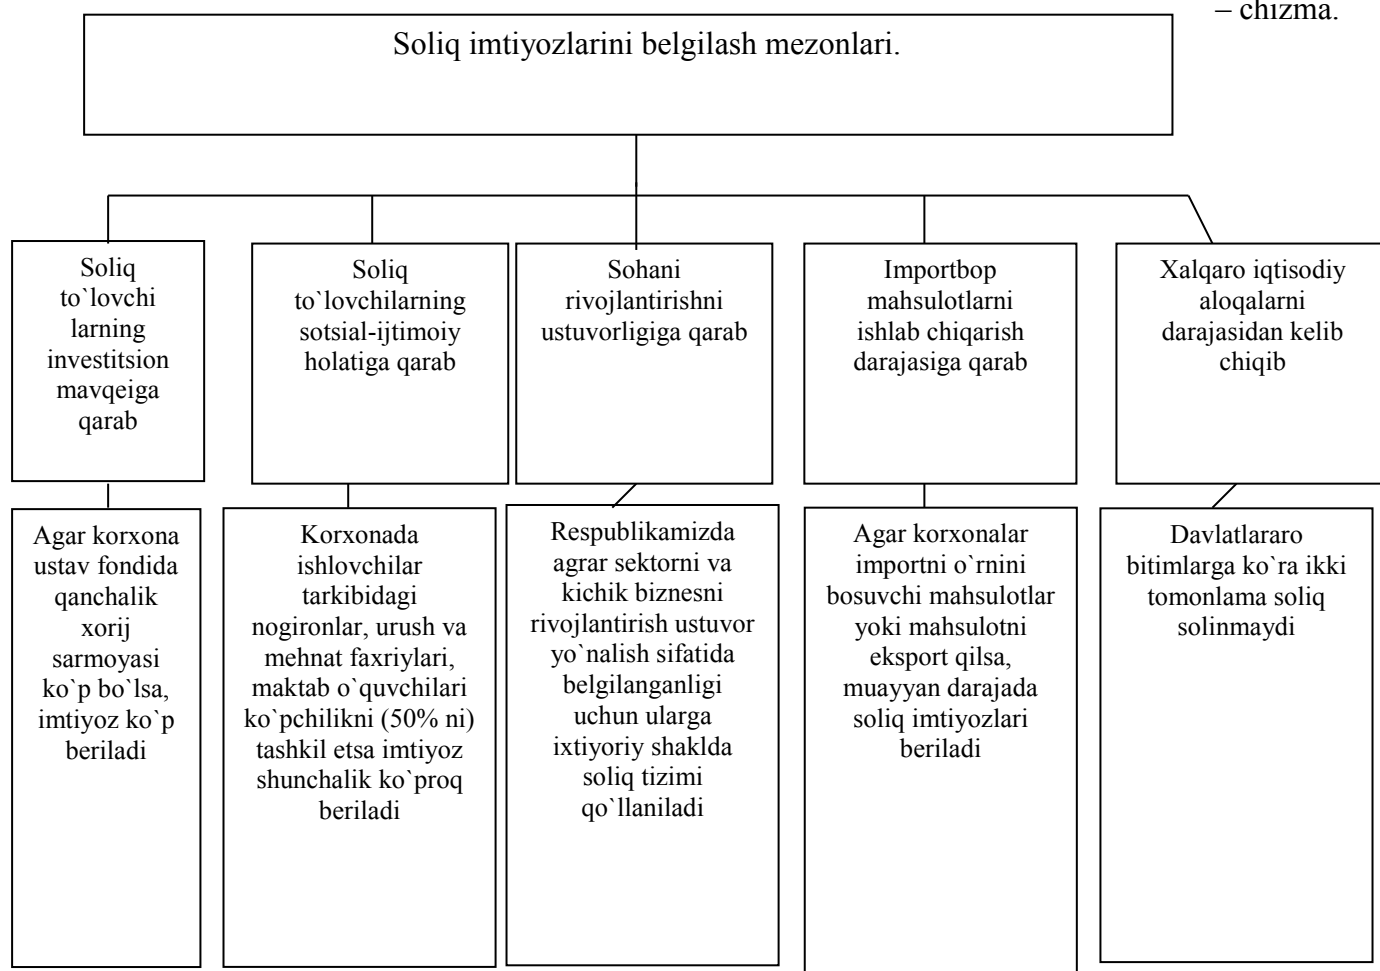 – chizma.
Soliq imtiyozlarini belgilash mezonlari.
Soliq
to`lovchi
larning
investitsion
mavqeiga
qarab
Soliq
to`lovchilarning
sotsial-ijtimoiy
holatiga qarab
Sohani
rivojlantirishni
ustuvorligiga qarab
Importbop
mahsulotlarni
ishlab chiqarish
darajasiga qarab
Xalqaro iqtisodiy
aloqalarni
darajasidan kelib
chiqib
Agar korxona
ustav fondida
qanchalik
xorij
sarmoyasi
ko`p bo`lsa,
imtiyoz ko`p
beriladi
Korxonada
ishlovchilar
tarkibidagi
nogironlar, urush va
mehnat faxriylari,
maktab o`quvchilari
ko`pchilikni (50% ni)
tashkil etsa imtiyoz
shunchalik ko`proq
beriladi
Respublikamizda
agrar sektorni va
kichik biznesni
rivojlantirish ustuvor
yo`nalish sifatida
belgilanganligi
uchun ularga
ixtiyoriy shaklda
soliq tizimi
qo`llaniladi
Agar korxonalar
importni o`rnini
bosuvchi mahsulotlar
yoki mahsulotni
eksport qilsa,
muayyan darajada
soliq imtiyozlari
beriladi
Davlatlararo
bitimlarga ko`ra ikki
tomonlama soliq
solinmaydi